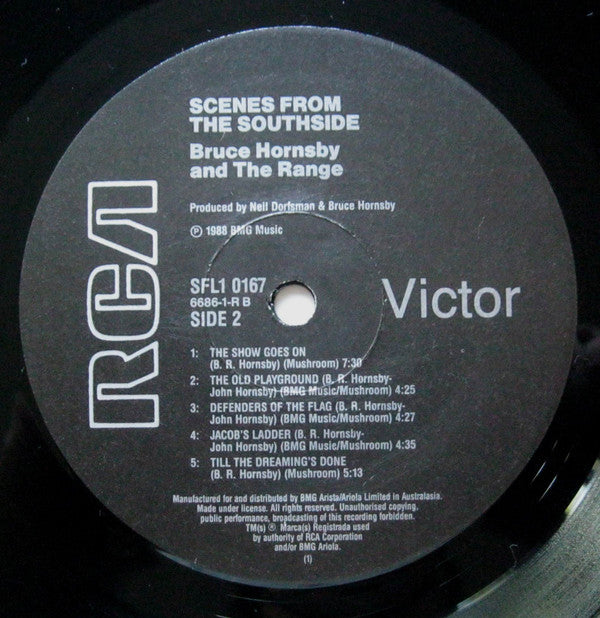 SCENES FROM
THE SOUTHSIDE
Bruce Hornsby
and The Range
Produced by Neil Dorfsman & Bruce Hornsby
Ⓟ 1988 BMG Music
RCA
SFL1 0167
6686-1-R B
SIDE 2
Victor
1: THE SHOW GOES ON
(B. R. Hornsby) (Mushroom) 7:30
2: THE OLD PLAYGROUND (B. R. Hornsby-
John Hornsby) (BMG Music/Mushroom) 4:25
3: DEFENDERS OF THE FLAG (B. R. Hornsby-
John Hornsby) (BMG Music/Mushroom) 4:27
4: JACOB'S LADDER (B. R. Hornsby-
John Hornsby) (BMG Music/Mushroom) 4:35
5: TILL THE DREAMING'S DONE
(B. R. Hornsby) (Mushroom) 5:13
Manufactured for and distributed by BMG Arista/Ariola Limited in Australasia.
Made under license. All rights reserved. Unauthorised copying,
public performance, broadcasting of this recording forbidden.
TM(s) ® Marca(s) Registrada used
by authority of RCA Corporation
and/or BMG Ariola.
(1)